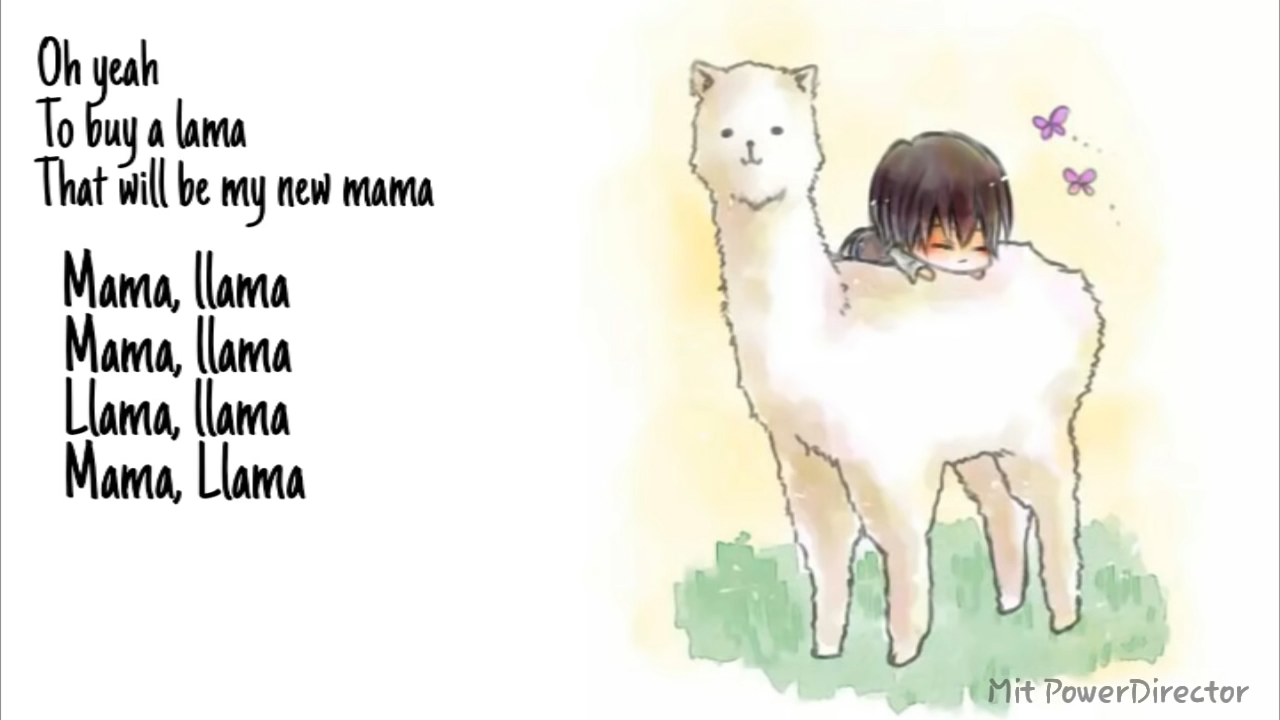 Oh yeah
To buy a lama
That will be my new mama
Mama, llama
Mama, llama
Llama, llama
Mama, Llama
Mit PowerDirector